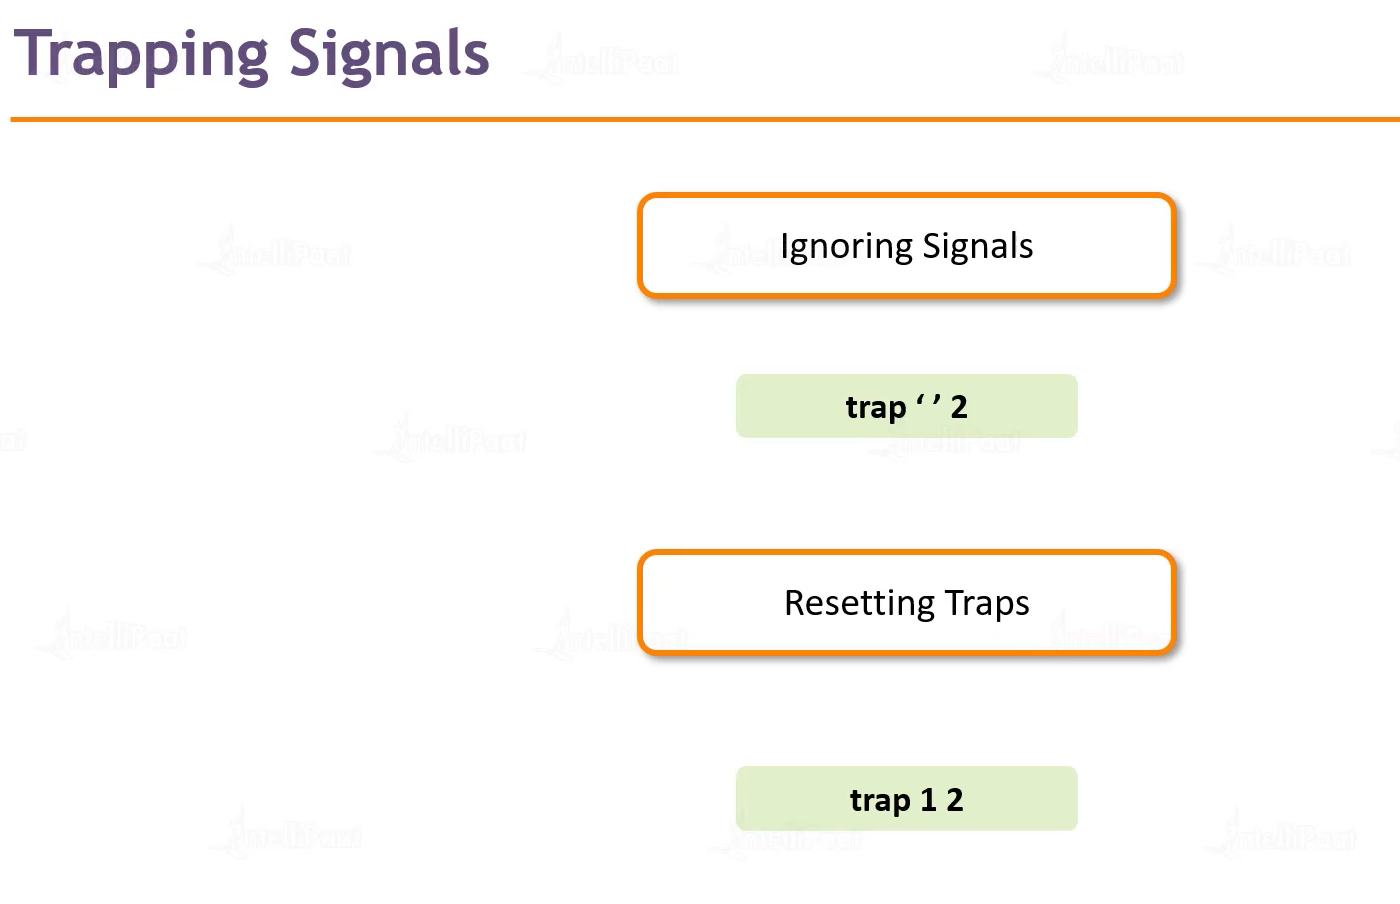 Trapping Signals
Ignoring Signals
trap ‘ ’ 2
Resetting Traps
trap 1 2